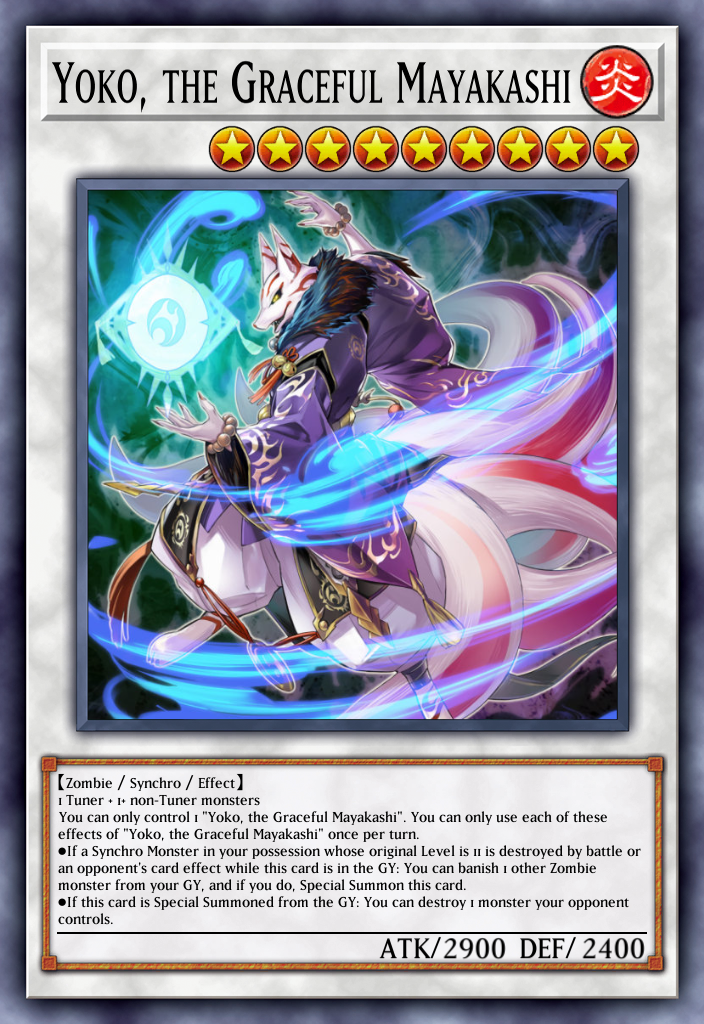 Yoko, the Graceful Mayakashi
炎
【Zombie / Synchro / Effect】
1 Tuner + 1+ non-Tuner monsters
You can only control 1 "Yoko, the Graceful Mayakashi". You can only use each of these
effects of "Yoko, the Graceful Mayakashi" once per turn.
●If a Synchro Monster in your possession whose original Level is 11 is destroyed by battle or
an opponent's card effect while this card is in the GY: You can banish 1 other Zombie
monster from your GY, and if you do, Special Summon this card.
●If this card is Special Summoned from the GY: You can destroy 1 monster your opponent
controls.
ATK/2900 DEF/2400